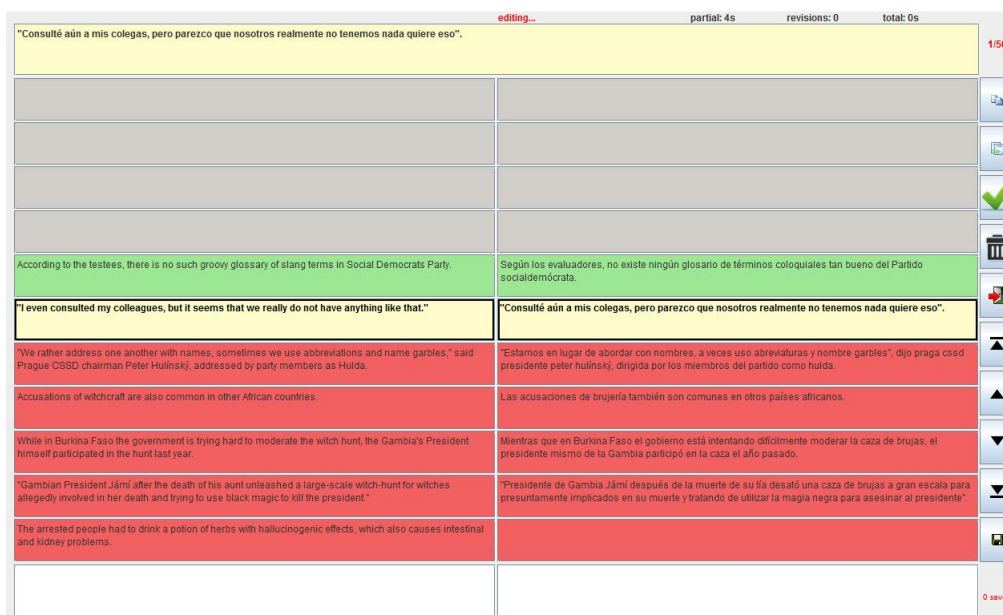 editing... partial: 4s revisions: 0 total: 0s
"Consulté aún a mis colegas, pero parezco que nosotros realmente no tenemos nada quiere eso".
According to the testees, there is no such groovy glossary of slang terms in Social Democrats Party.
Según los evaluadores, no existe ningún glosario de términos coloquiales tan bueno del Partido
socialdemócrata.
"I even consulted my colleagues, but it seems that we really do not have anything like that."
"Consulté aún a mis colegas, pero parezco que nosotros realmente no tenemos nada quiere eso".
"We rather address one another with names, sometimes we use abbreviations and name garbles," said
Prague CSSD chairman Peter Hulínský, addressed by party members as Hulda.
"Estamos en lugar de abordar con nombres, a veces uso abreviaturas y nombre garbles", dijo praga cssd
presidente peter hulínský, dirigida por los miembros del partido como hulda.
Accusations of witchcraft are also common in other African countries.
Las acusaciones de brujería también son comunes en otros países africanos.
While in Burkina Faso the government is trying hard to moderate the witch hunt, the Gambia's President
himself participated in the hunt last year.
Mientras que en Burkina Faso el gobierno está intentando difícilmente moderar la caza de brujas, el
presidente mismo de la Gambia participó en la caza el año pasado.
"Gambian President Jámí after the death of his aunt unleashed a large-scale witch-hunt for witches
allegedly involved in her death and trying to use black magic to kill the president."
"Presidente de Gambia Jámí después de la muerte de su tía desató una caza de brujas a gran escala para
presuntamente implicados en su muerte y tratando de utilizar la magia negra para asesinar al presidente".
The arrested people had to drink a potion of herbs with hallucinogenic effects, which also causes intestinal
and kidney problems.